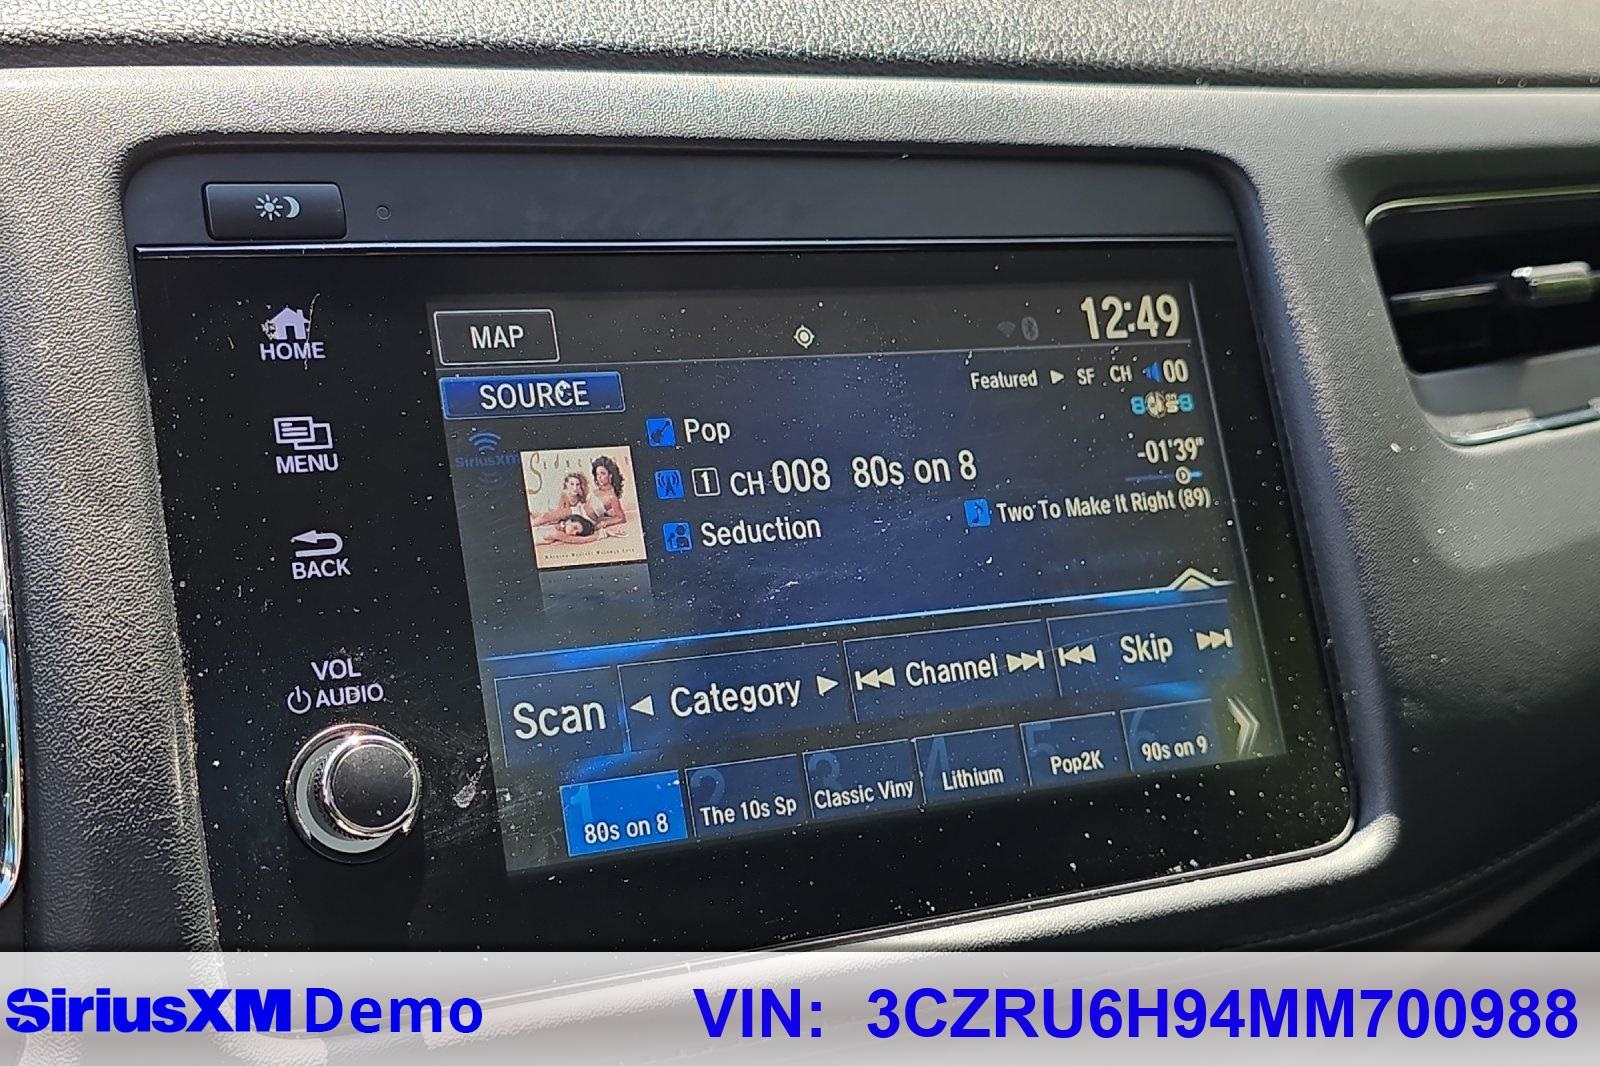 HOME
MENU
BACK
VOL
AUDIO
MAP
12:49
SOURCE
Featured ▶ SF CH 00
SiriusXM
Pop
1 CH 008 80s on 8
-01'39"
Seduction
Two To Make It Right (89)
Seduction
Scan ◀ Category ▶ ⏮ Channel ⏭ ⏮ Skip ⏭
1 80s on 8
2 The 10s Sp
3 Classic Viny
4 Lithium
5 Pop2K
6 90s on 9
SiriusXM Demo
VIN: 3CZRU6H94MM700988